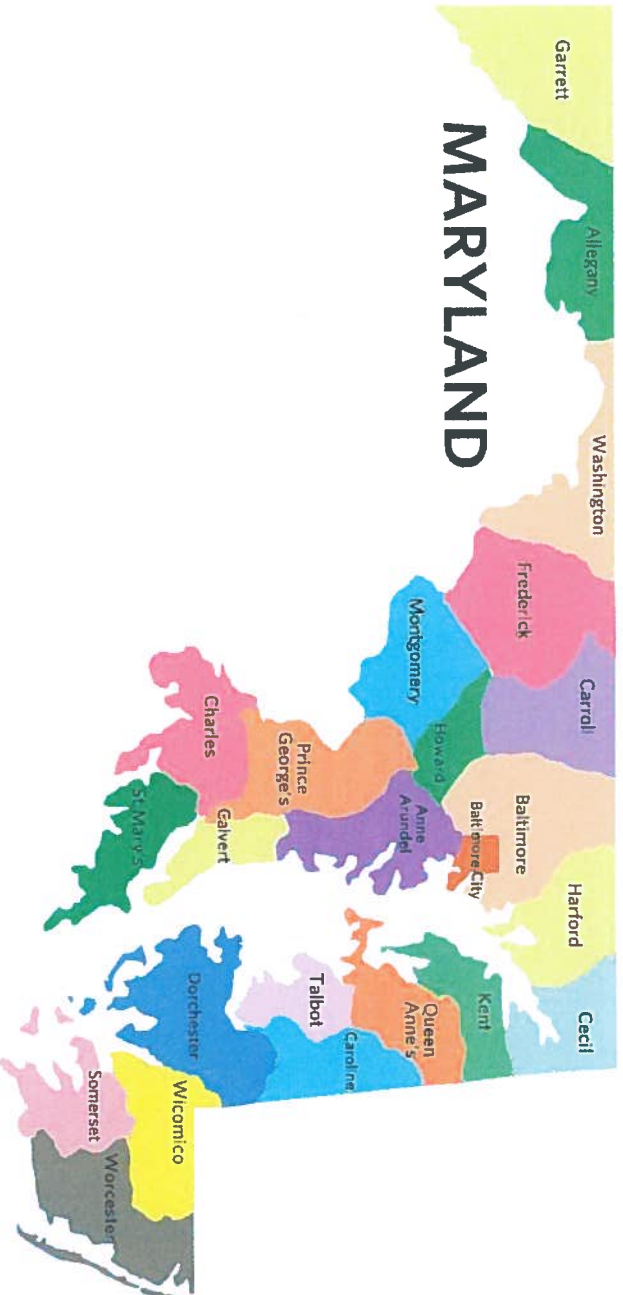 Garrett
Allegany
Washington
MARYLAND
Frederick
Carroll
Montgomery
Howard
Baltimore
Baltimore City
Harford
Cecil
Charles
Prince
George's
Anne
Arundel
Calvert
St. Mary's
Kent
Queen
Anne's
Talbot
Caroline
Dorchester
Wicomico
Somerset
Worcester